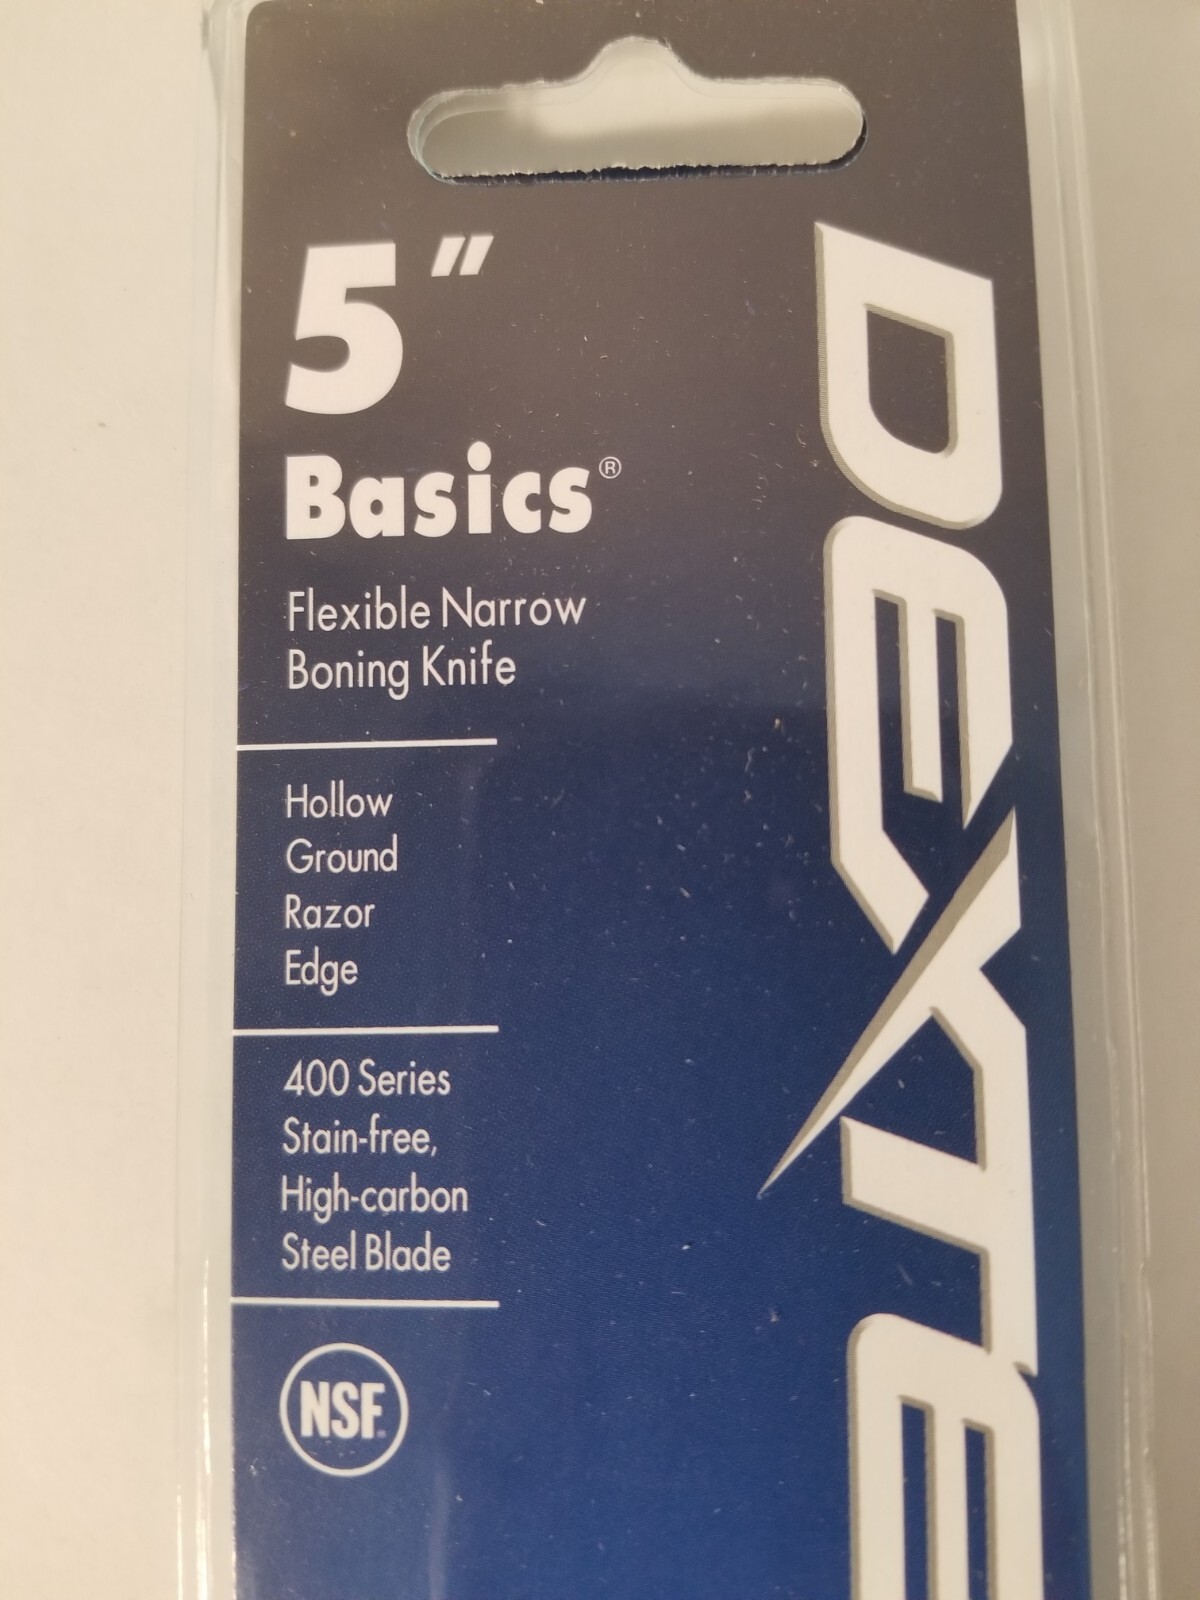 5"
Basics®
Flexible Narrow
Boning Knife
Hollow
Ground
Razor
Edge
400 Series
Stain-free,
High-carbon
Steel Blade
NSF
DEXTE